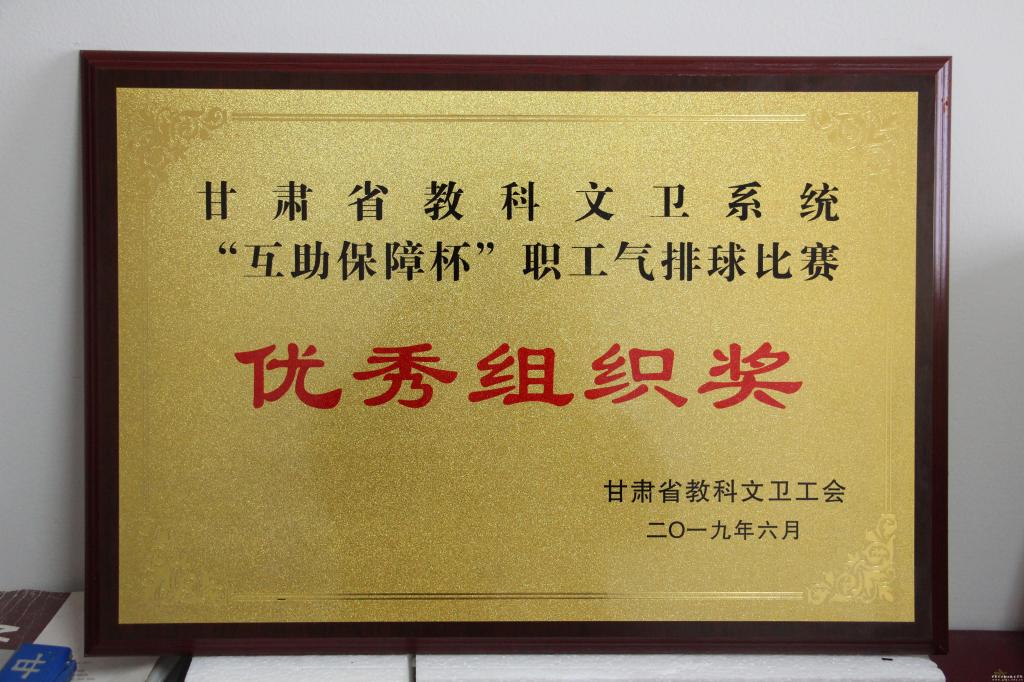 甘肃省教科文卫系统
“互助保障杯”职工气排球比赛
优秀组织奖
甘肃省教科文卫工会
二〇一九年六月